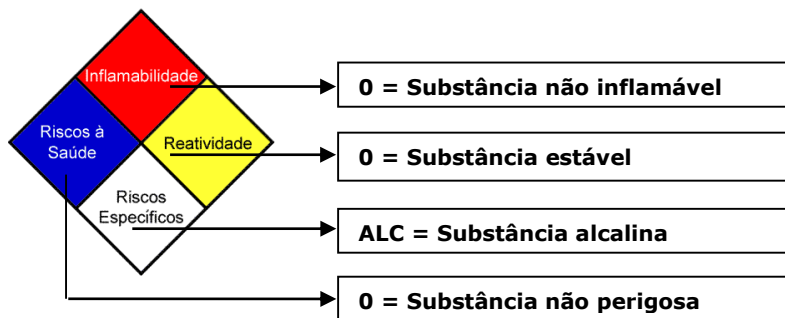 Inflamabilidade
0 = Substância não inflamável
Riscos à
Saúde
Reatividade
0 = Substância estável
Riscos
Específicos
ALC = Substância alcalina
0 = Substância não perigosa